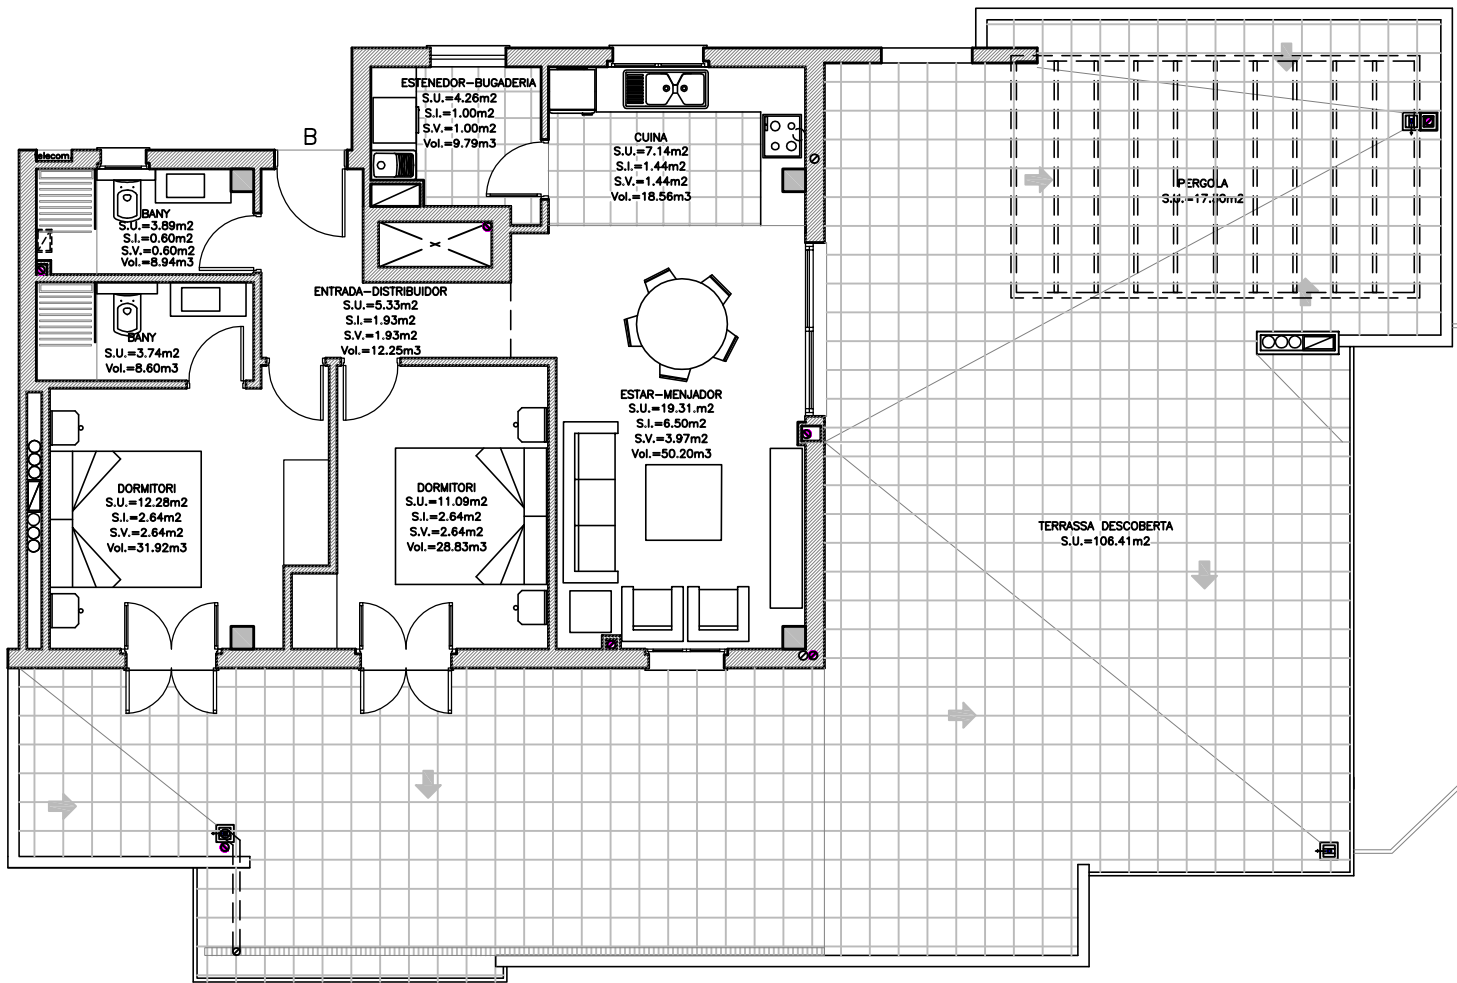 ESTENEDOR-BUGADERIA
S.U.=4.26m2
S.I.=1.00m2
S.V.=1.00m2
Vol.=9.79m3
B
CUINA
S.U.=7.14m2
S.I.=1.44m2
S.V.=1.44m2
Vol.=18.56m3
elecom
BANY
S.U.=3.89m2
S.I.=0.60m2
S.V.=0.60m2
Vol.=8.94m3
PERGOLA
ENTRADA-DISTRIBUIDOR
S.U.=5.33m2
S.I.=1.93m2
S.V.=1.93m2
Vol.=12.25m3
BANY
S.U.=3.74m2
Vol.=8.60m3
ESTAR-MENJADOR
S.U.=19.31.m2
S.I.=6.50m2
S.V.=3.97m2
Vol.=50.20m3
DORMITORI
S.U.=12.28m2
S.I.=2.64m2
S.V.=2.64m2
Vol.=31.92m3
DORMITORI
S.U.=11.09m2
S.I.=2.64m2
S.V.=2.64m2
Vol.=28.83m3
TERRASSA DESCOBERTA
S.U.=106.41m2